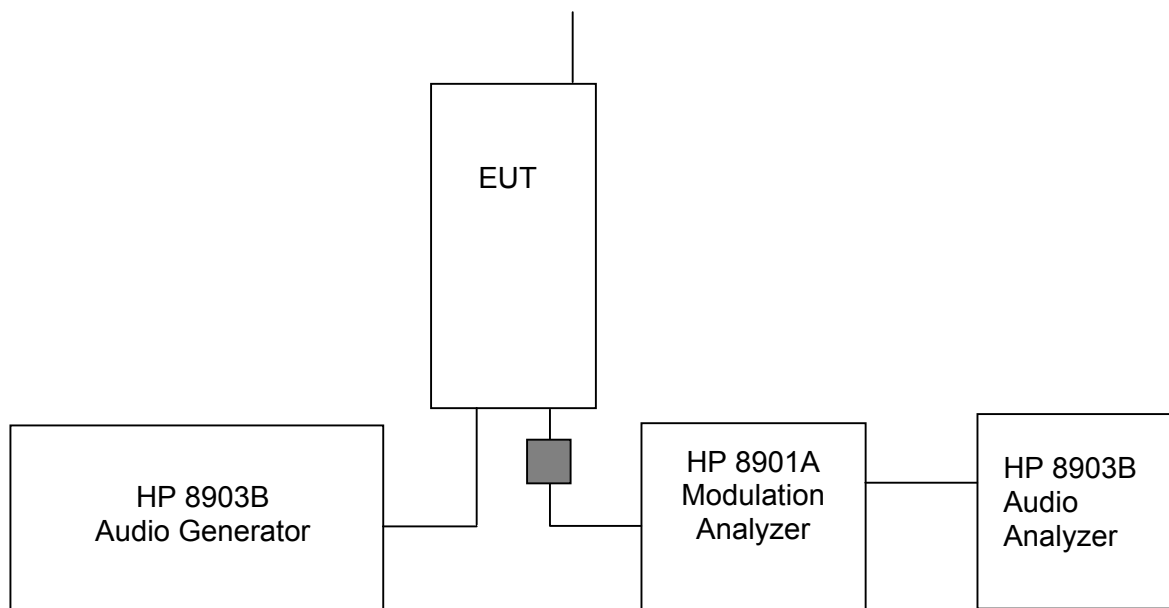 EUT
HP 8903B
Audio Generator
HP 8901A
Modulation
Analyzer
HP 8903B
Audio
Analyzer